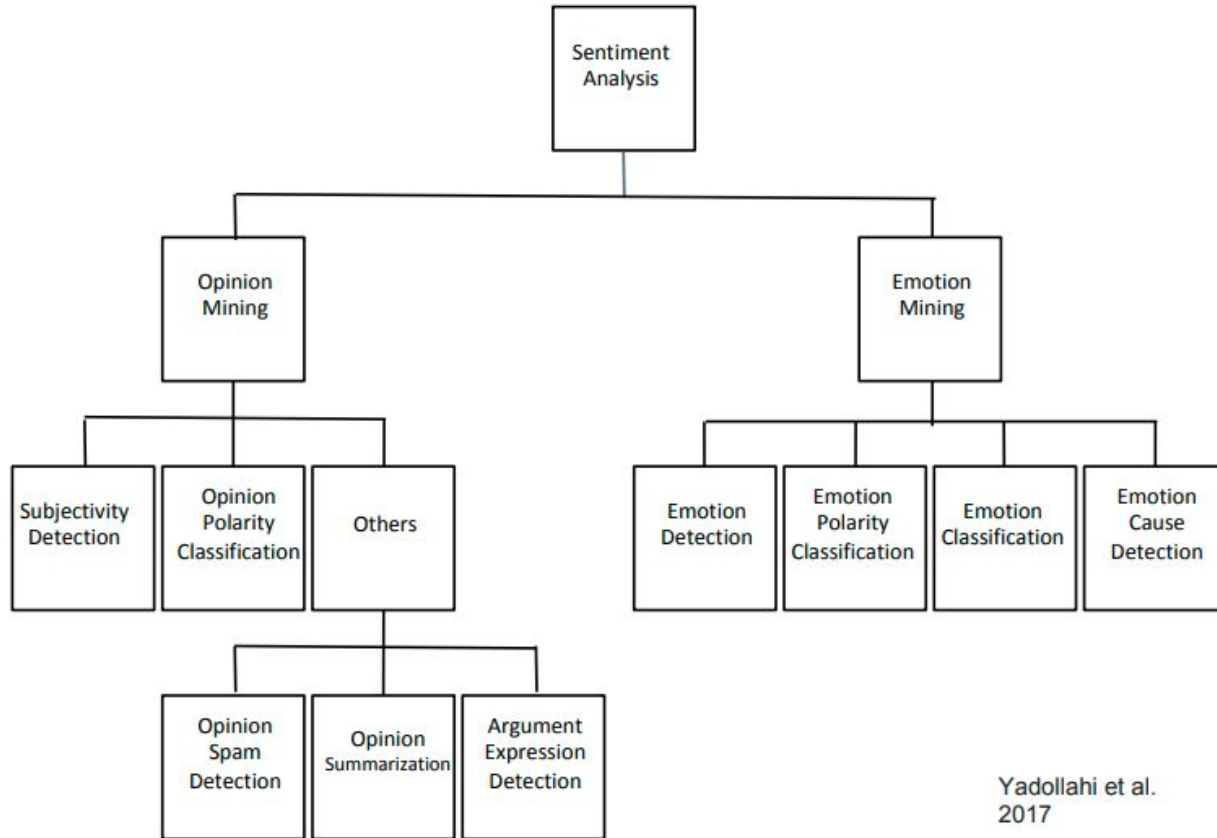 Sentiment
Analysis
Opinion
Mining
Emotion
Mining
Subjectivity
Detection
Opinion
Polarity
Classification
Others
Emotion
Detection
Emotion
Polarity
Classification
Emotion
Classification
Emotion
Cause
Detection
Opinion
Spam
Detection
Opinion
Summarization
Argument
Expression
Detection
Yadollahi et al.
2017